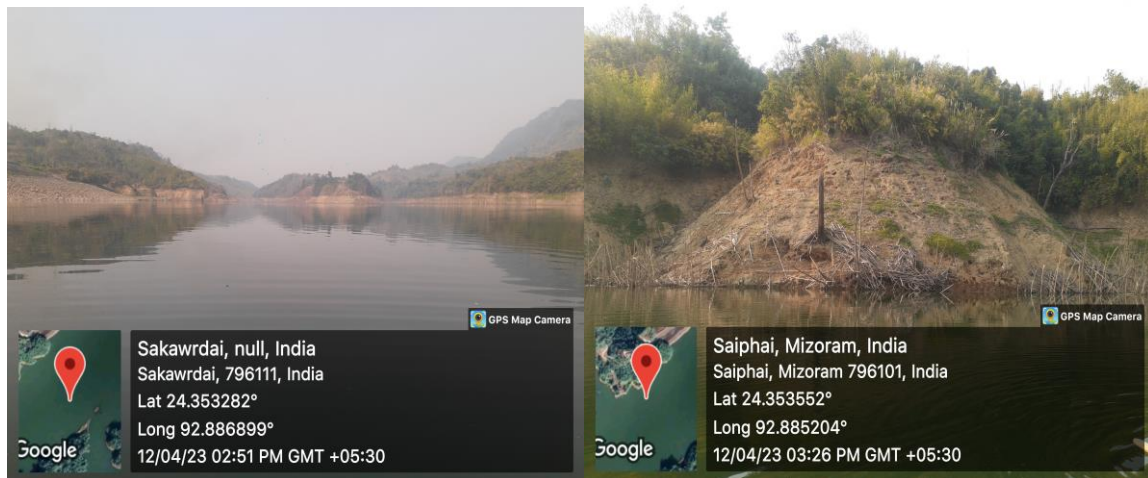 GPS Map Camera
Google
Sakawrdai, null, India
Sakawrdai, 796111, India
Lat 24.353282°
Long 92.886899°
12/04/23 02:51 PM GMT +05:30
GPS Map Camera
Google
Saiphai, Mizoram, India
Saiphai, Mizoram 796101, India
Lat 24.353552°
Long 92.885204°
12/04/23 03:26 PM GMT +05:30